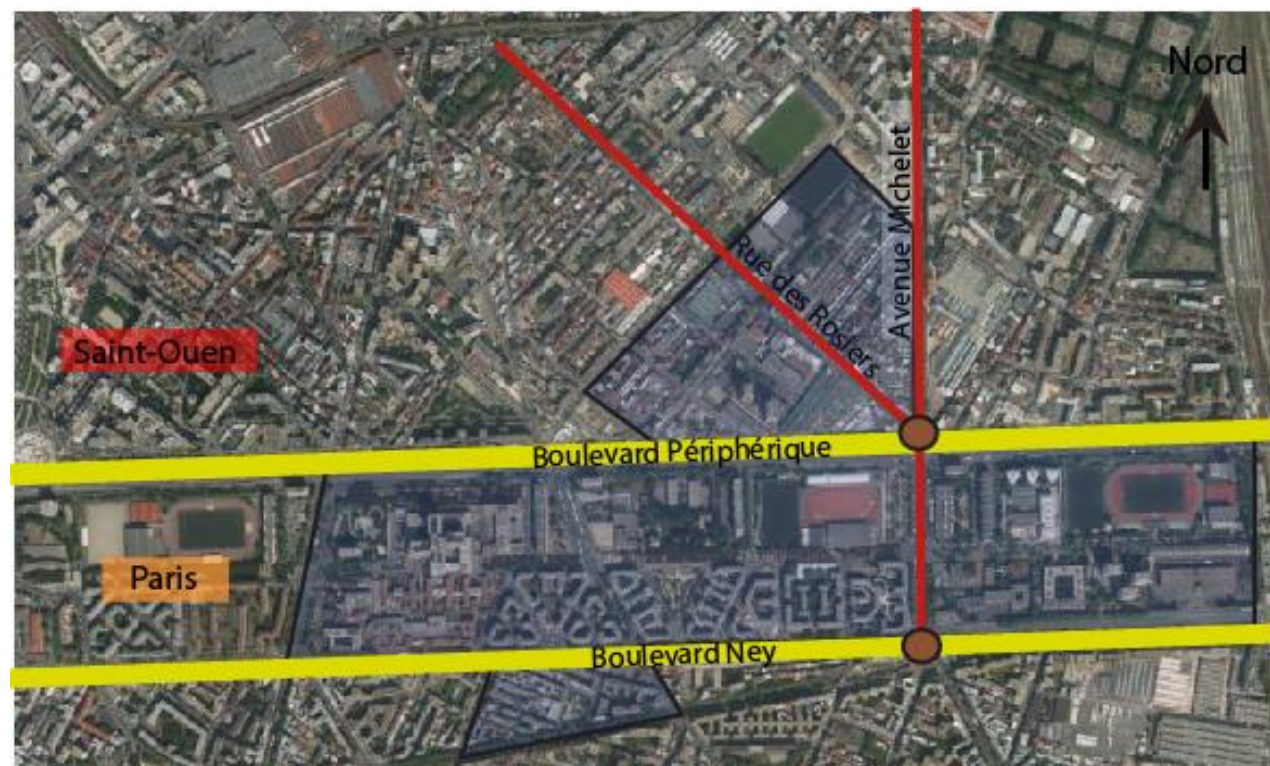 Nord
Avenue Michelet
Rue des Rosiers
Saint-Ouen
Boulevard Périphérique
Paris
Boulevard Ney